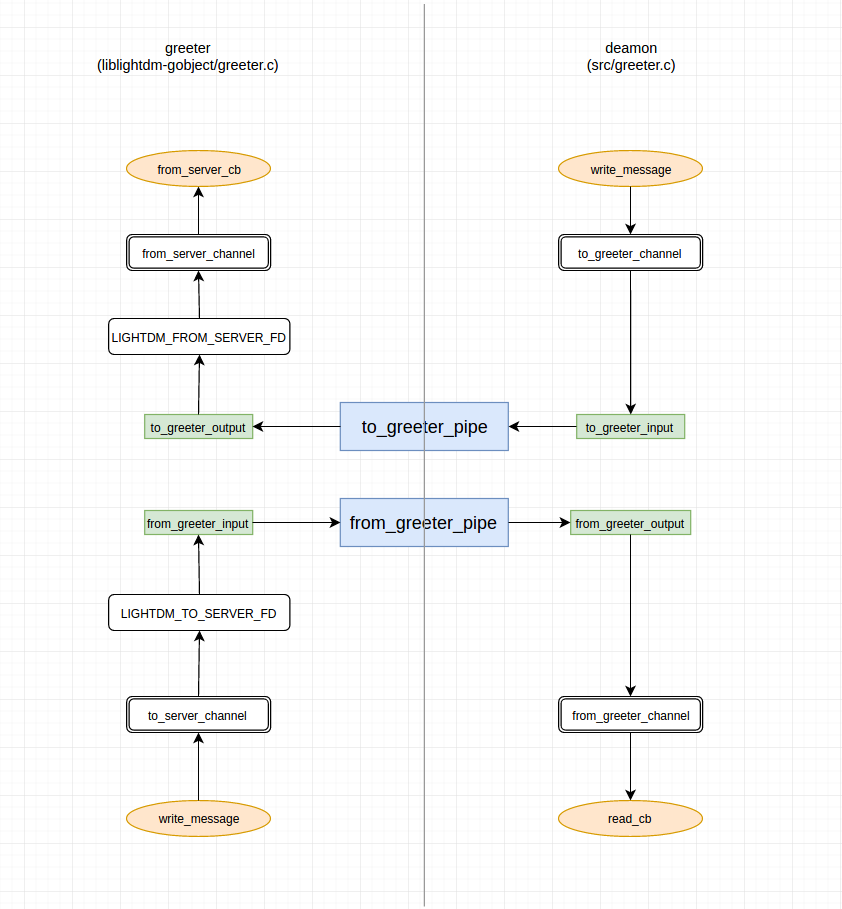 greeter
(liblightdm-gobject/greeter.c)
deamon
(src/greeter.c)
from_server_cb
write_message
from_server_channel
to_greeter_channel
LIGHTDM_FROM_SERVER_FD
to_greeter_output
to_greeter_pipe
to_greeter_input
from_greeter_input
from_greeter_pipe
from_greeter_output
LIGHTDM_TO_SERVER_FD
to_server_channel
from_greeter_channel
write_message
read_cb